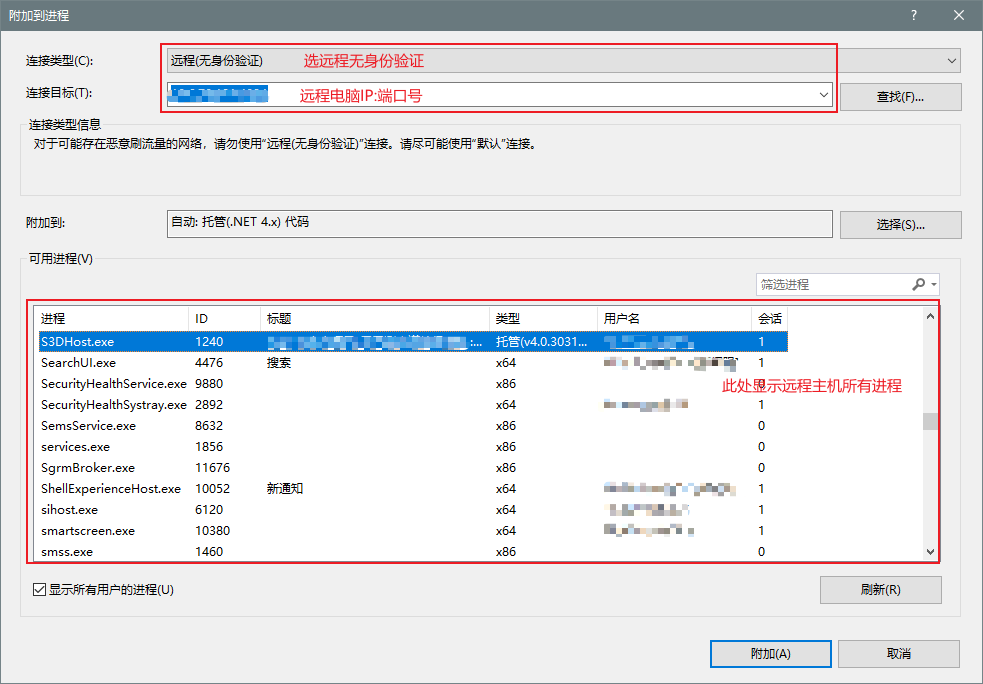 附加到进程
连接类型(C): 远程(无身份验证) 选远程无身份验证
连接目标(T): 远程电脑IP:端口号 查找(F)...
连接类型信息
对于可能存在恶意刷流量的网络，请勿使用“远程(无身份验证)”连接。请尽可能使用“默认”连接。
附加到: 自动: 托管(.NET 4.x) 代码 选择(S)...
可用进程(V)
筛选进程
进程 ID 标题 类型 用户名 会话
S3DHost.exe 1240 :... 托管(v4.0.3031... 1
SearchUI.exe 4476 搜索 x64 1
SecurityHealthService.exe 9880 x86 0
此处显示远程主机所有进程
SecurityHealthSystray.exe 2892 x64 1
SemsService.exe 8632 x86 0
services.exe 1856 x86 0
SgrmBroker.exe 11676 x86 0
ShellExperienceHost.exe 10052 新通知 x64 1
sihost.exe 6120 x64 1
smartscreen.exe 10380 x64 1
smss.exe 1460 x86 0
显示所有用户的进程(U) 刷新(R)
附加(A) 取消